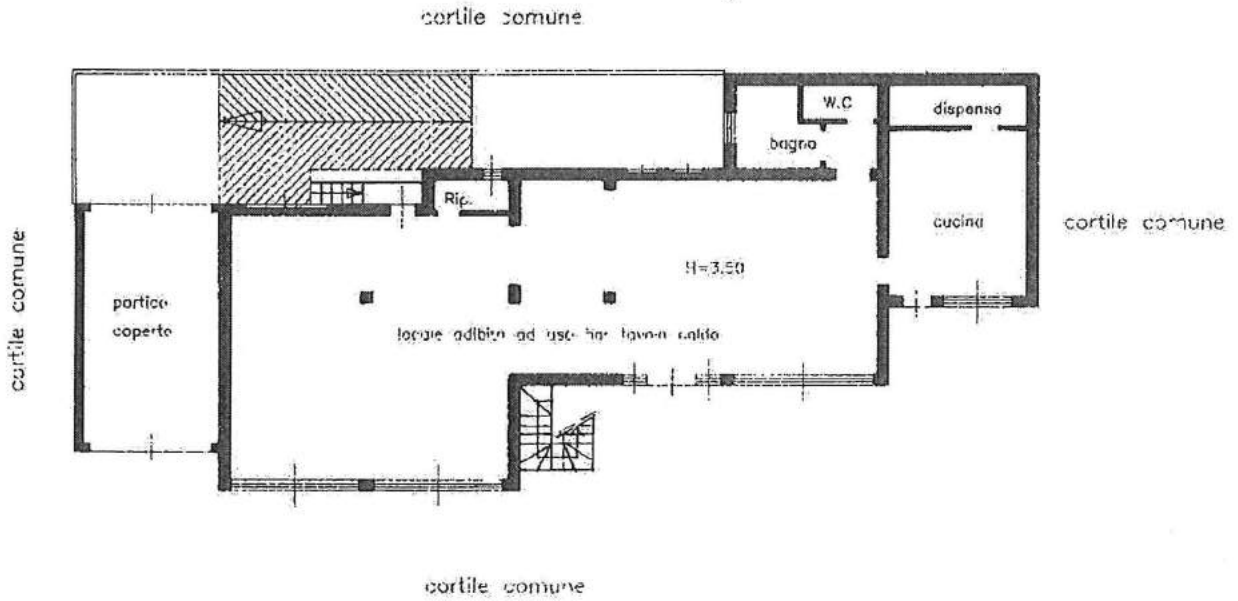 cortile comune
W.C
dispensa
bagno
Rip.
cucina
cortile comune
cortile comune
H=3.50
portico
coperto
locale adibito ad uso bar tavola calda
cortile comune